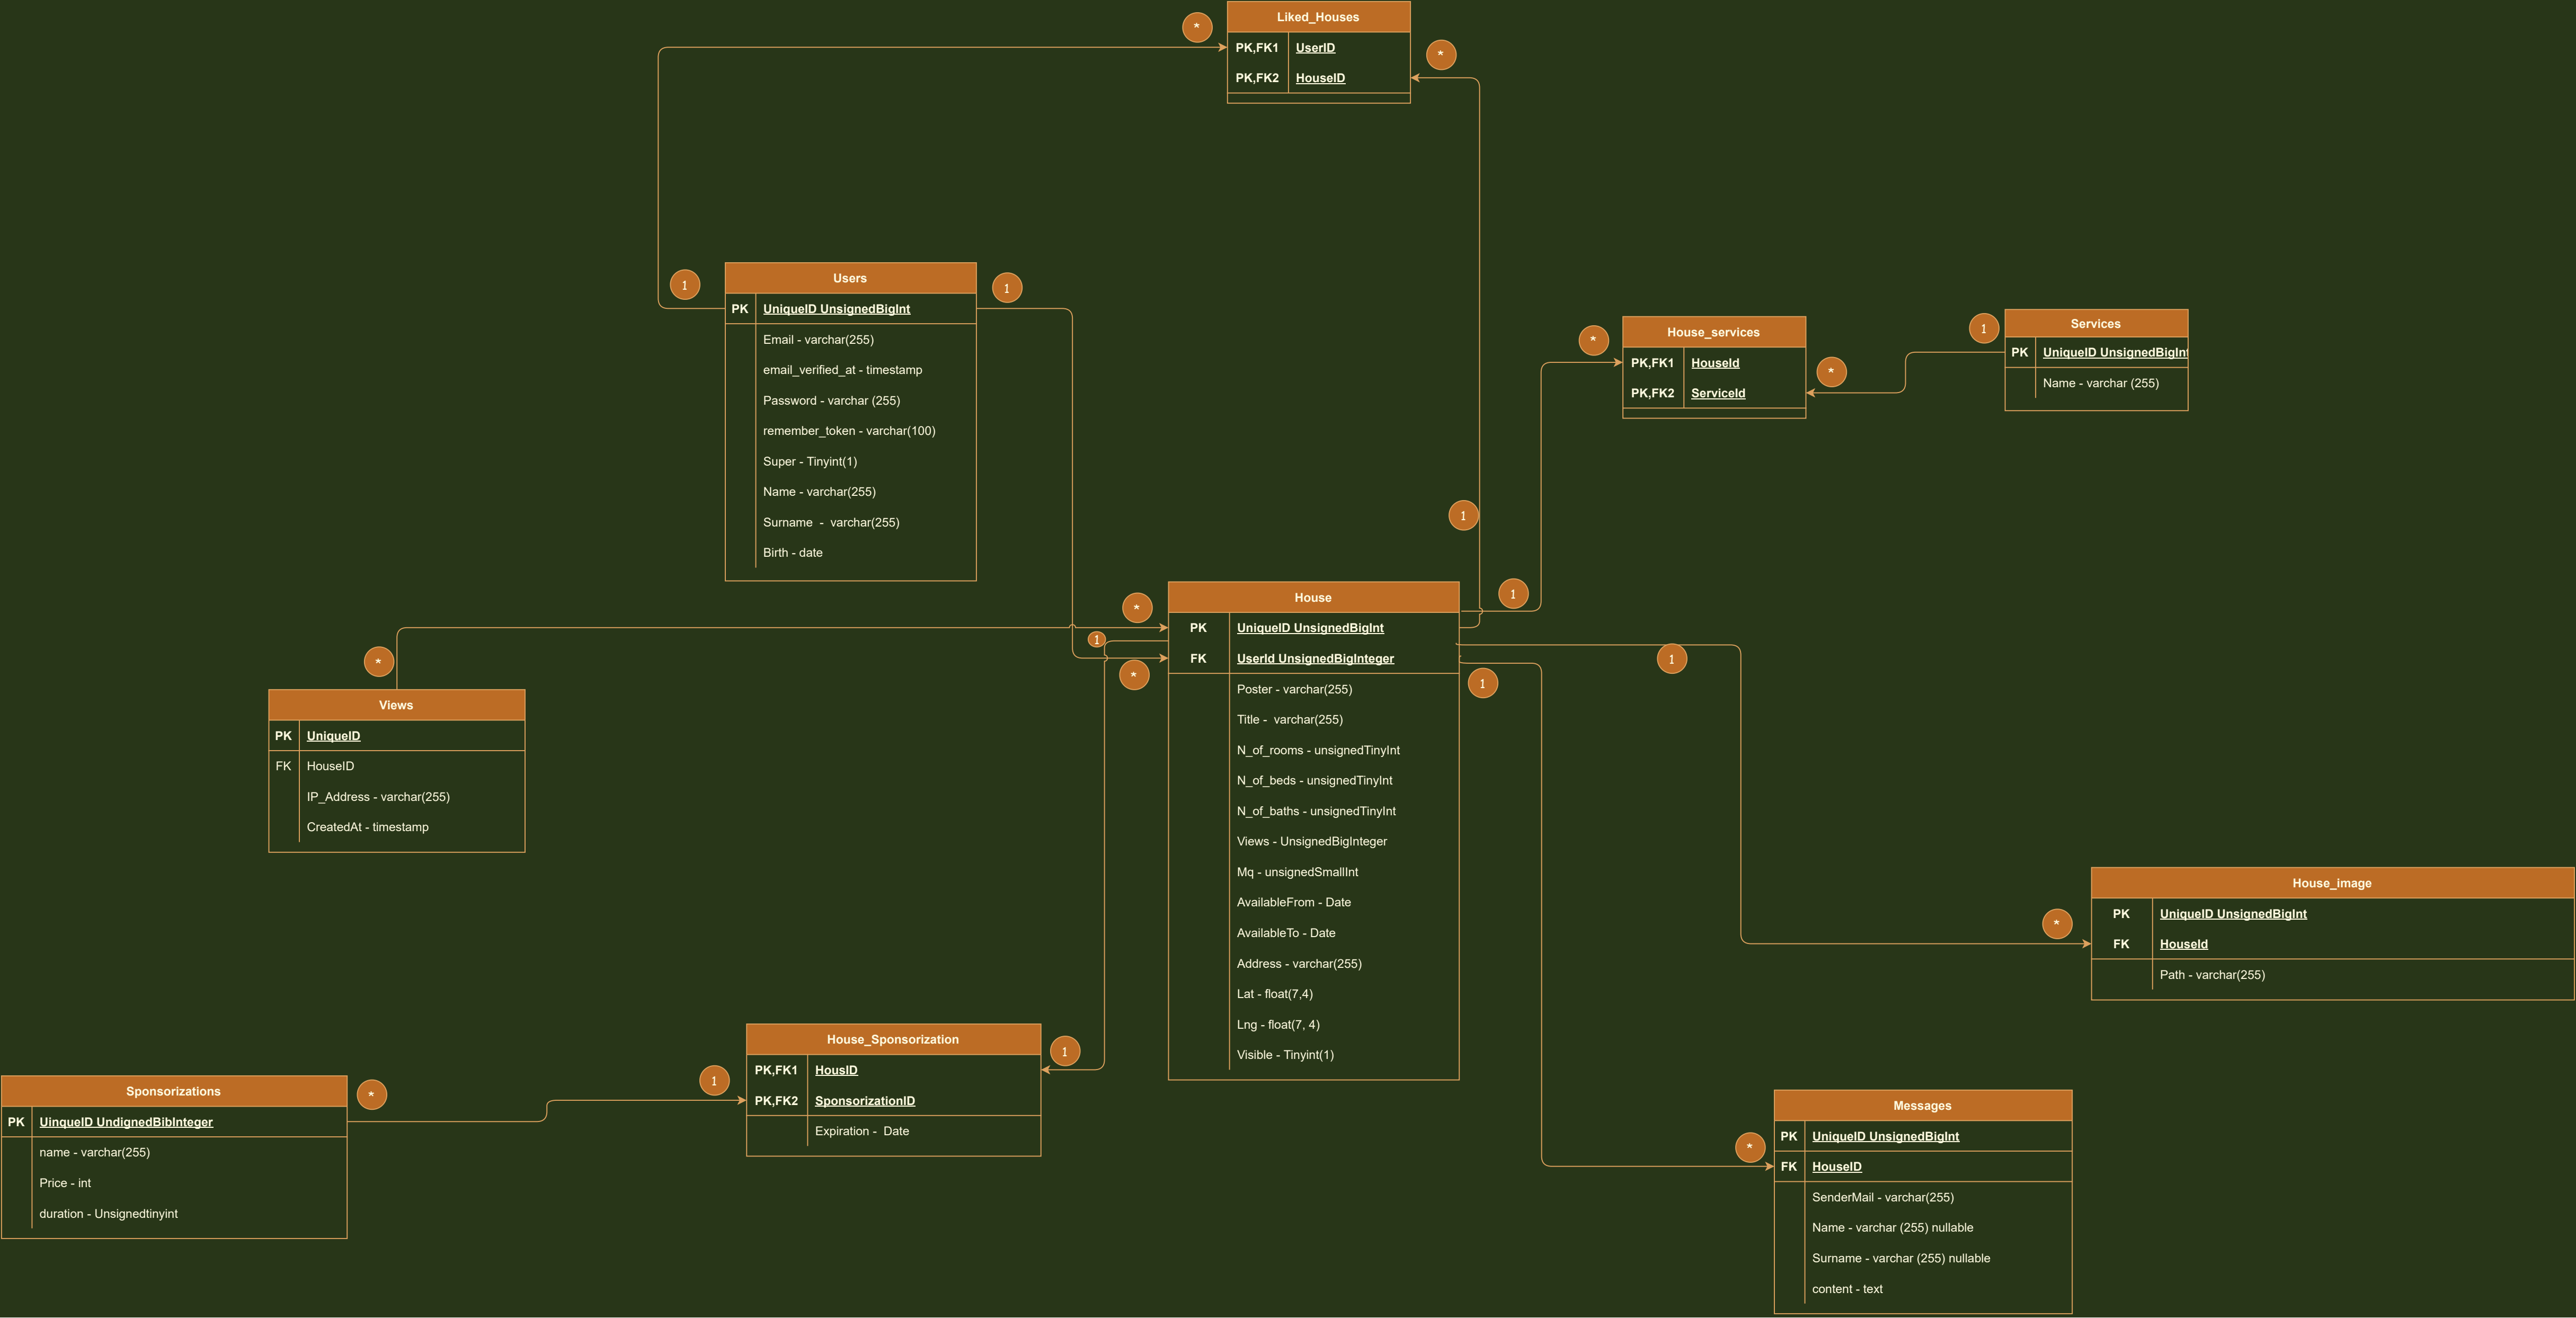 Liked_Houses
*
PK,FK1 UserID
*
PK,FK2 HouseID
Users
1
1
PK UniqueID UnsignedBigInt
Email - varchar(255)
email_verified_at - timestamp
Password - varchar (255)
remember_token - varchar(100)
Super - Tinyint(1)
Name - varchar(255)
Surname - varchar(255)
Birth - date
House_services
*
PK,FK1 HouseId
*
PK,FK2 ServiceId
Services
1
PK UniqueID UnsignedBigInt
Name - varchar (255)
1
1
House
*
1
*
1
1
PK UniqueID UnsignedBigInt
FK UserId UnsignedBigInteger
Poster - varchar(255)
Title - varchar(255)
N_of_rooms - unsignedTinyInt
N_of_beds - unsignedTinyInt
N_of_baths - unsignedTinyInt
Views - UnsignedBigInteger
Mq - unsignedSmallInt
AvailableFrom - Date
AvailableTo - Date
Address - varchar(255)
Lat - float(7,4)
Lng - float(7, 4)
Visible - Tinyint(1)
*
Views
PK UniqueID
FK HouseID
IP_Address - varchar(255)
CreatedAt - timestamp
House_image
PK UniqueID UnsignedBigInt
*
FK HouseId
Path - varchar(255)
House_Sponsorization
1
PK,FK1 HousID
1
PK,FK2 SponsorizationID
Expiration - Date
Sponsorizations
*
PK UinqueID UndignedBibInteger
name - varchar(255)
Price - int
duration - Unsignedtinyint
Messages
PK UniqueID UnsignedBigInt
*
FK HouseID
SenderMail - varchar(255)
Name - varchar (255) nullable
Surname - varchar (255) nullable
content - text